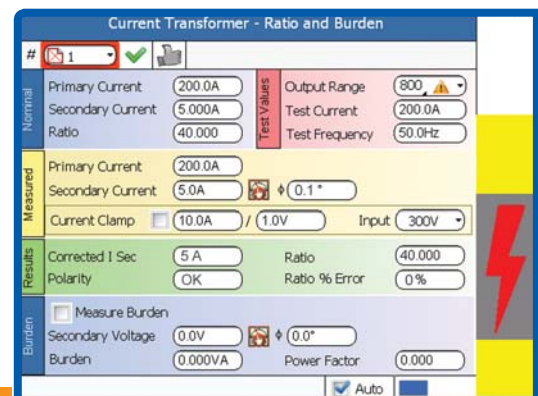 Current Transformer - Ratio and Burden
# 1
Nominal
Primary Current 200.0A
Secondary Current 5.000A
Ratio 40.000
Test Values
Output Range 800
Test Current 200.0A
Test Frequency 50.0Hz
Measured
Primary Current 200.0A
Secondary Current 5.0A ϕ 0.1°
Current Clamp 10.0A / 1.0V Input 300V
Results
Corrected I Sec 5 A Ratio 40.000
Polarity OK Ratio % Error 0%
Burden
Measure Burden
Secondary Voltage 0.0V ϕ 0.0°
Burden 0.000VA Power Factor 0.000
Auto